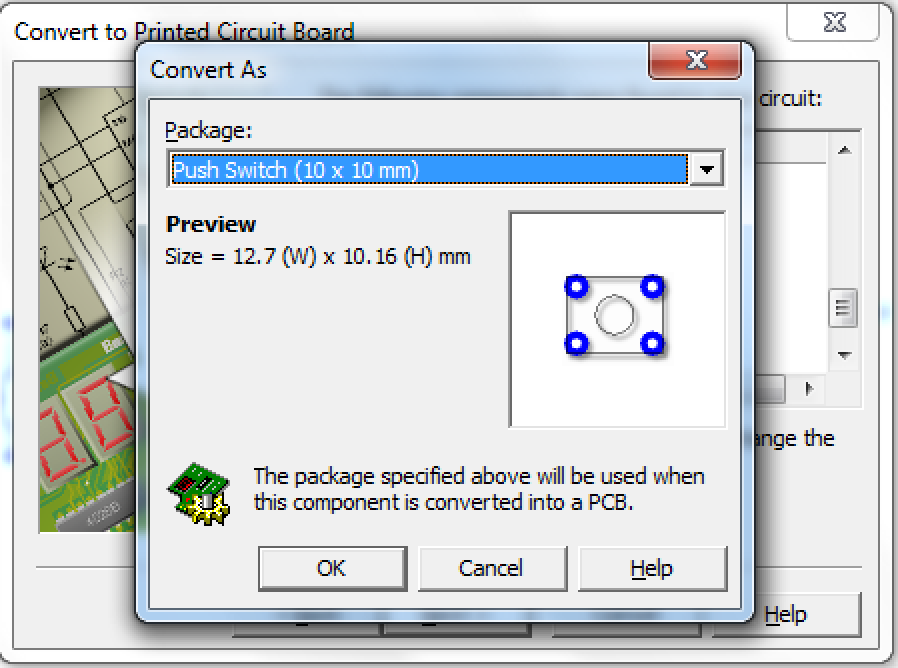 Convert to Printed Circuit Board
Convert As
circuit:
Package:
Push Switch (10 x 10 mm)
Preview
Size = 12.7 (W) x 10.16 (H) mm
ange the
The package specified above will be used when
this component is converted into a PCB.
OK
Cancel
Help
Help